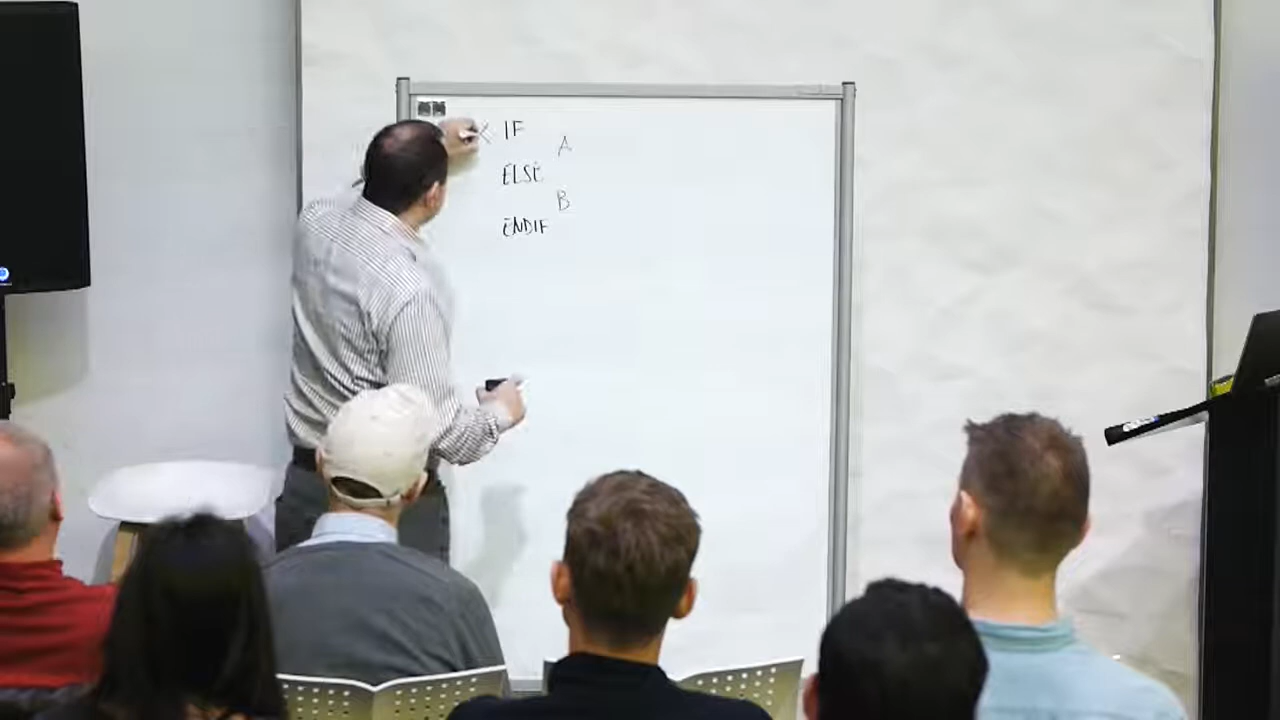 < IF
A
ELSE
B
ENDIF